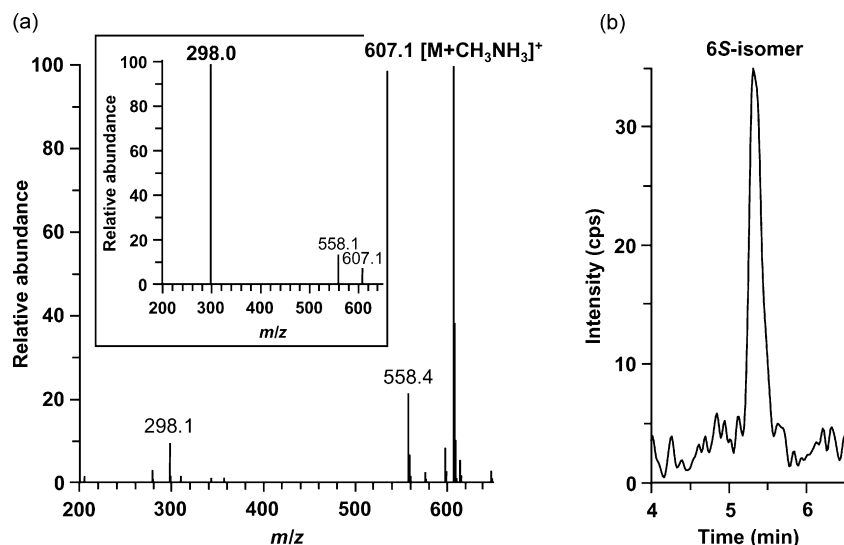 (a)
298.0
607.1 [M+CH₃NH₃]⁺
100
80
60
40
20
0
Relative abundance
100
80
60
40
20
0
Relative abundance
558.1
607.1
200 300 400 500 600
m/z
558.4
298.1
200 300 400 500 600
m/z
(b)
6S-isomer
30
20
10
0
Intensity (cps)
4 5 6
Time (min)